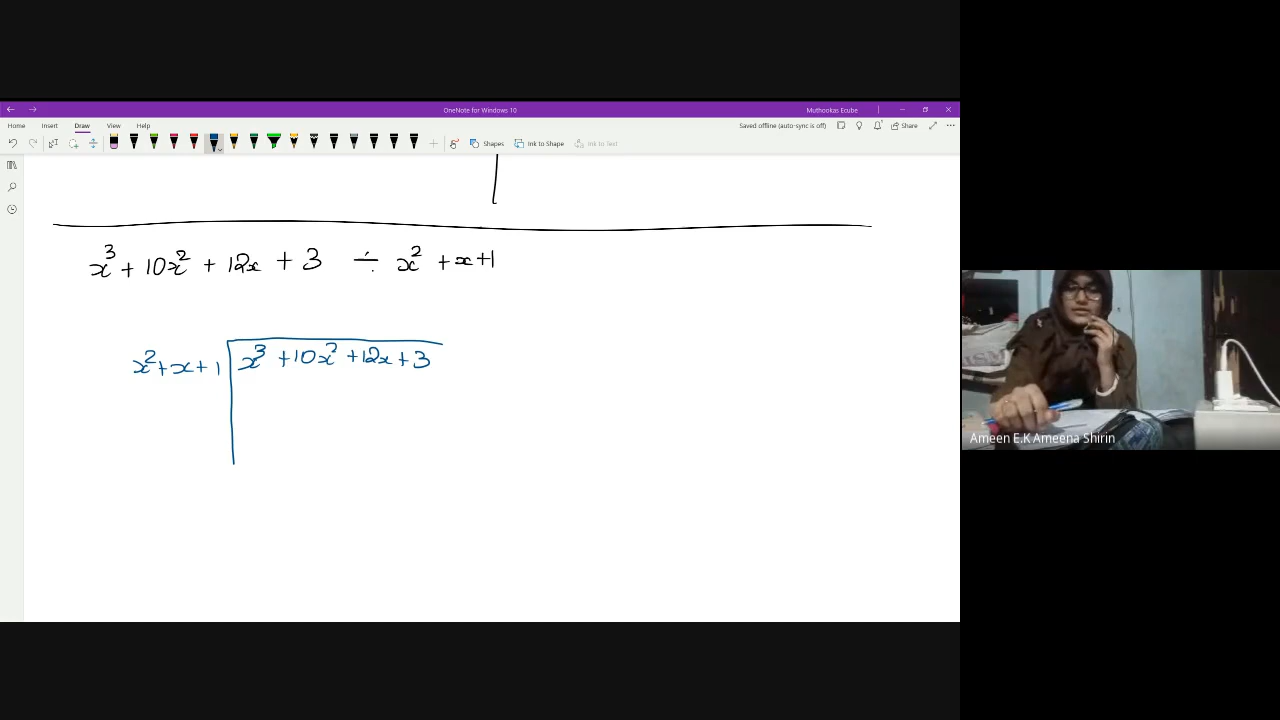 OneNote for Windows 10
Muthookas Ecube
Home Insert Draw View Help
Saved offline (auto-sync is off)
Share
Shapes
Ink to Shape
Ink to Text
x³ + 10x² + 12x + 3 ÷ x² + x + 1
x² + x + 1 x³ + 10x² + 12x + 3
Ameen E.K Ameena Shirin